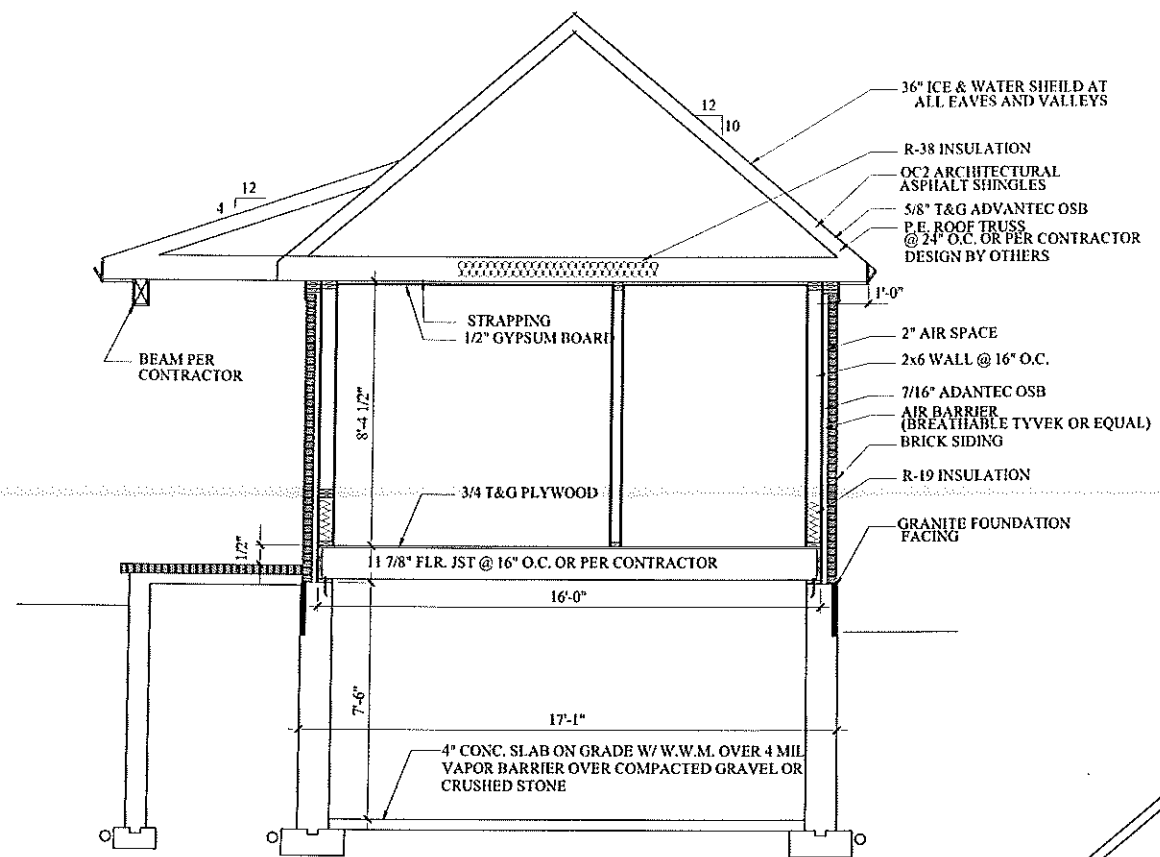 36" ICE & WATER SHEILD AT
ALL EAVES AND VALLEYS
12
10
R-38 INSULATION
OC2 ARCHITECTURAL
ASPHALT SHINGLES
12
4
5/8" T&G ADVANTEC OSB
P.E. ROOF TRUSS
@ 24" O.C. OR PER CONTRACTOR
DESIGN BY OTHERS
1'-0"
STRAPPING
1/2" GYPSUM BOARD
2" AIR SPACE
BEAM PER
CONTRACTOR
2x6 WALL @ 16" O.C.
7/16" ADANTEC OSB
8'-4 1/2"
AIR BARRIER
(BREATHABLE TYVEK OR EQUAL)
BRICK SIDING
R-19 INSULATION
3/4 T&G PLYWOOD
GRANITE FOUNDATION
FACING
1/2"
11 7/8" FLR. JST @ 16" O.C. OR PER CONTRACTOR
16'-0"
7'-6"
17'-1"
4" CONC. SLAB ON GRADE W/ W.W.M. OVER 4 MIL
VAPOR BARRIER OVER COMPACTED GRAVEL OR
CRUSHED STONE